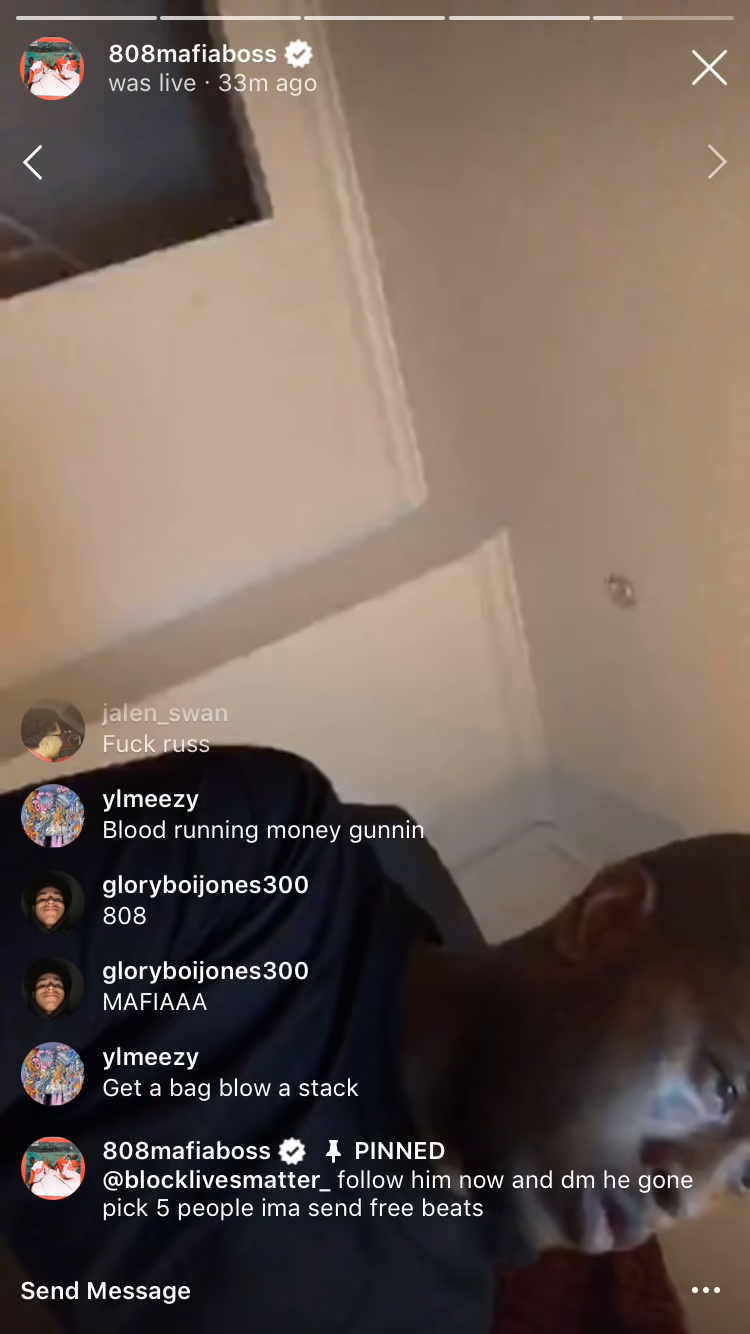 808mafiaboss
was live · 33m ago
jalen_swan
Fuck russ
ylmeezy
Blood running money gunnin
gloryboijones300
808
gloryboijones300
MAFIAAA
ylmeezy
Get a bag blow a stack
808mafiaboss PINNED
@blocklivesmatter_ follow him now and dm he gone
pick 5 people ima send free beats
Send Message